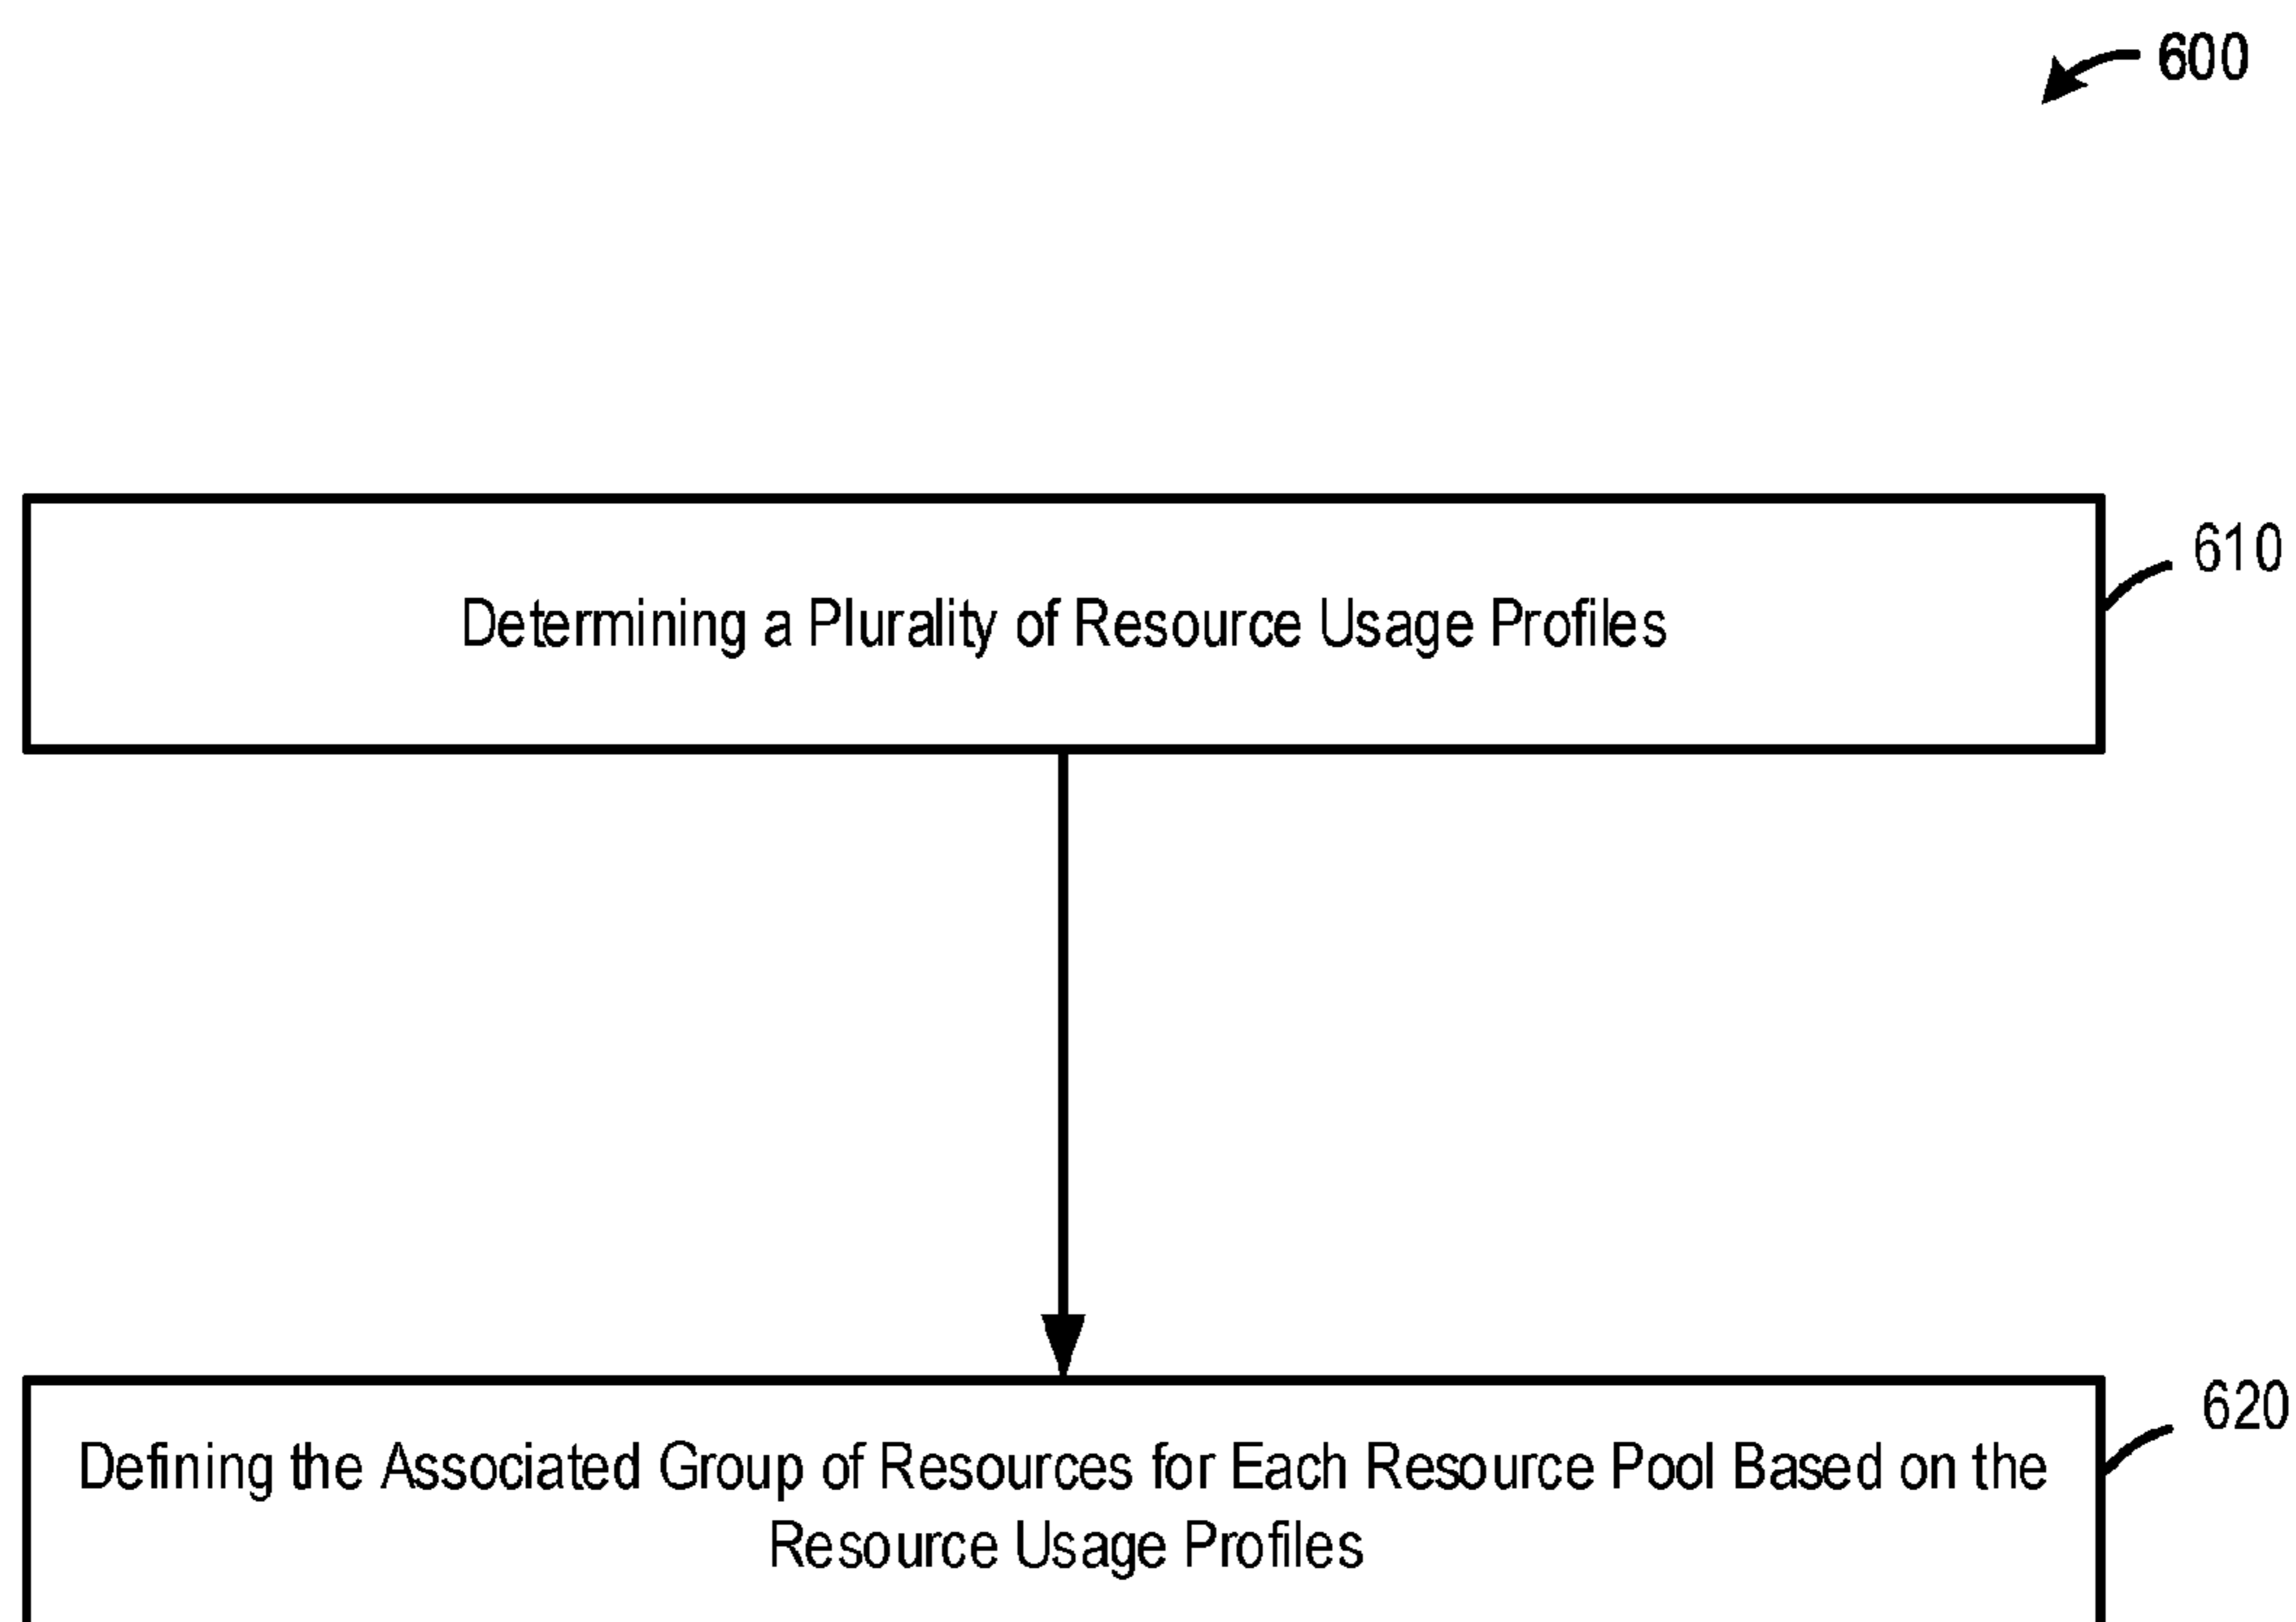 600
610
Determining a Plurality of Resource Usage Profiles
620
Defining the Associated Group of Resources for Each Resource Pool Based on the
Resource Usage Profiles